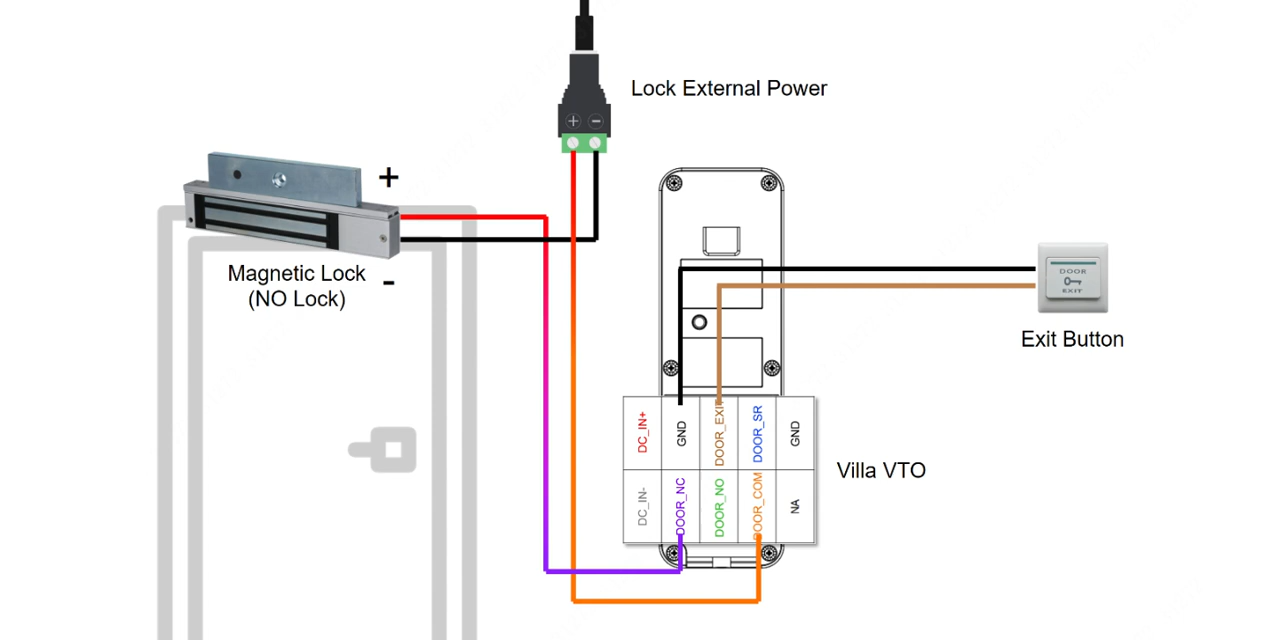 Lock External Power
+ −
+
Magnetic Lock
(NO Lock)
-
DOOR
EXIT
Exit Button
DC_IN+
GND
DOOR_EXIT
DOOR_SR
GND
DC_IN-
DOOR_NC
DOOR_NO
DOOR_COM
NA
Villa VTO